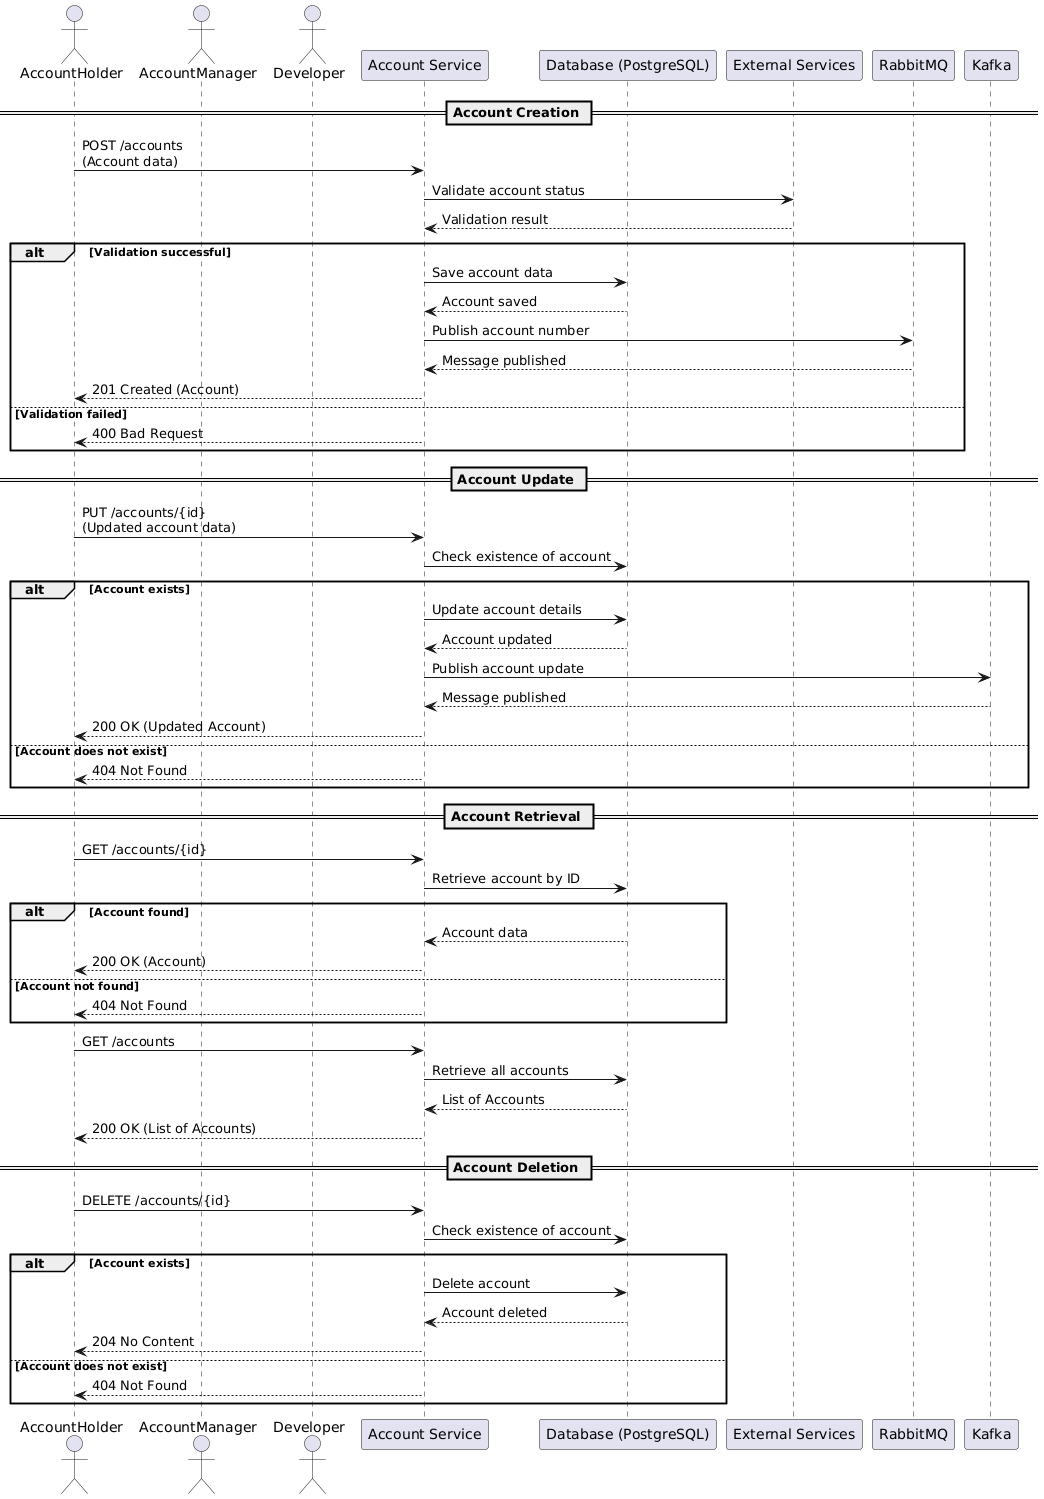 AccountHolder
AccountManager
Developer
Account Service
Database (PostgreSQL)
External Services
RabbitMQ
Kafka
Account Creation
POST /accounts
(Account data)
Validate account status
Validation result
alt
[Validation successful]
Save account data
Account saved
Publish account number
Message published
201 Created (Account)
[Validation failed]
400 Bad Request
Account Update
PUT /accounts/{id}
(Updated account data)
Check existence of account
alt
[Account exists]
Update account details
Account updated
Publish account update
Message published
200 OK (Updated Account)
[Account does not exist]
404 Not Found
Account Retrieval
GET /accounts/{id}
Retrieve account by ID
alt
[Account found]
Account data
200 OK (Account)
[Account not found]
404 Not Found
GET /accounts
Retrieve all accounts
List of Accounts
200 OK (List of Accounts)
Account Deletion
DELETE /accounts/{id}
Check existence of account
alt
[Account exists]
Delete account
Account deleted
204 No Content
[Account does not exist]
404 Not Found
AccountHolder
AccountManager
Developer
Account Service
Database (PostgreSQL)
External Services
RabbitMQ
Kafka